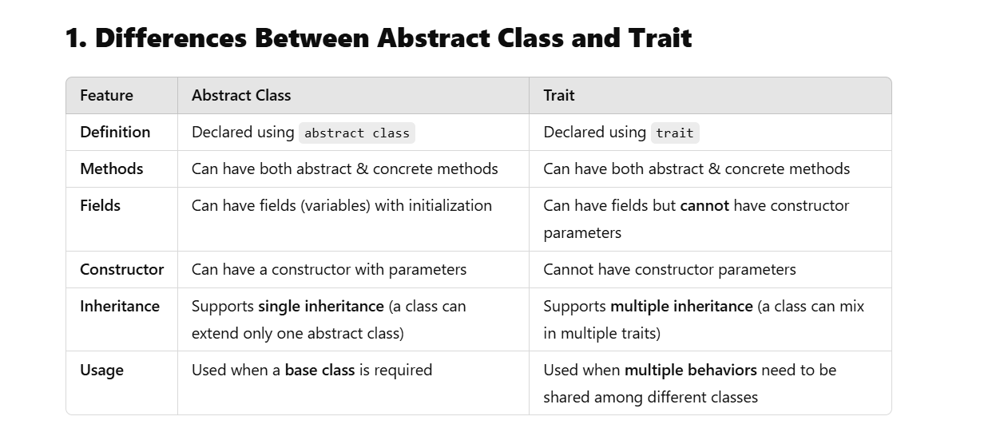 1. Differences Between Abstract Class and Trait
Feature Abstract Class Trait
Definition Declared using abstract class Declared using trait
Methods Can have both abstract & concrete methods Can have both abstract & concrete methods
Fields Can have fields (variables) with initialization Can have fields but cannot have constructor
parameters
Constructor Can have a constructor with parameters Cannot have constructor parameters
Inheritance Supports single inheritance (a class can
extend only one abstract class)
Supports multiple inheritance (a class can mix
in multiple traits)
Usage Used when a base class is required Used when multiple behaviors need to be
shared among different classes